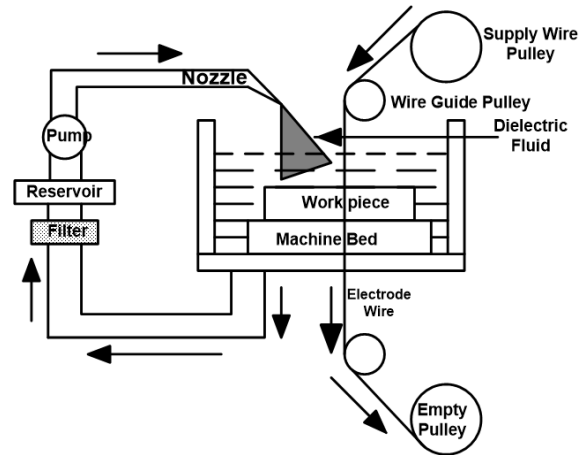 Supply Wire
Pulley
Nozzle
Wire Guide Pulley
Dielectric
Fluid
Pump
Reservoir
Filter
Work piece
Machine Bed
Electrode
Wire
Empty
Pulley